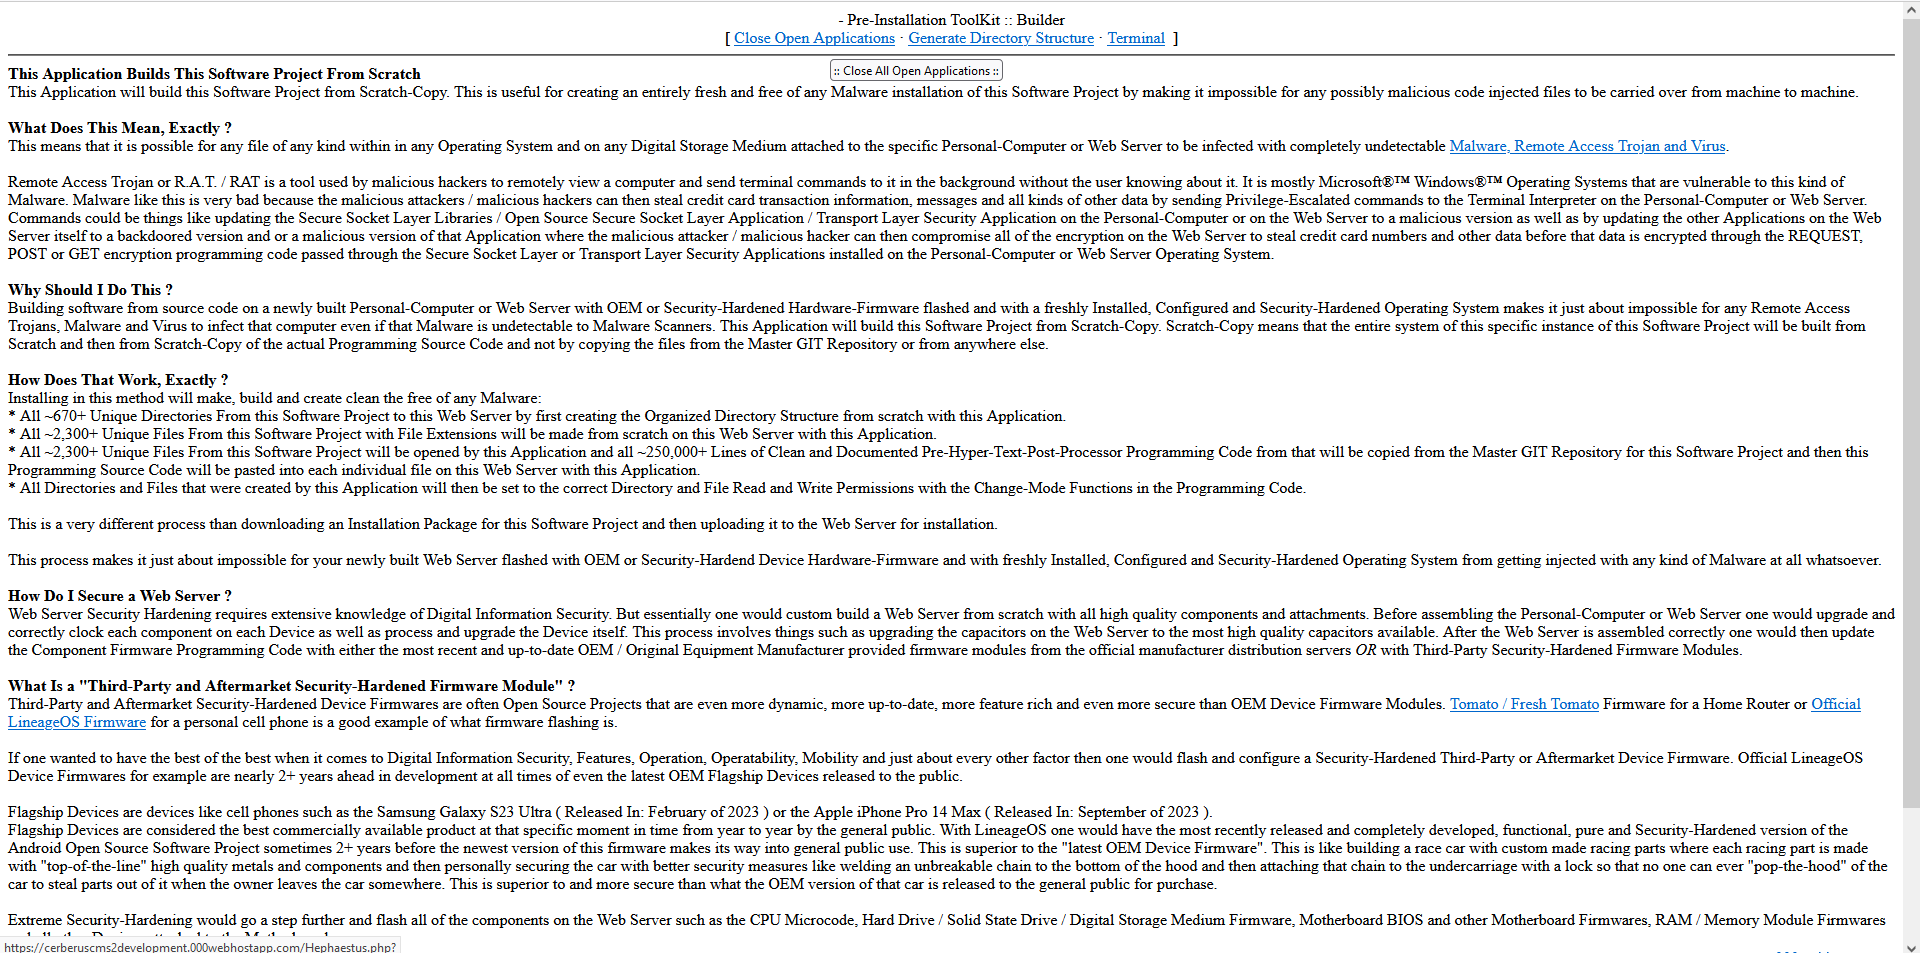 - Pre-Installation ToolKit :: Builder
[ Close Open Applications · Generate Directory Structure · Terminal ]
:: Close All Open Applications ::
This Application Builds This Software Project From Scratch
This Application will build this Software Project from Scratch-Copy. This is useful for creating an entirely fresh and free of any Malware installation of this Software Project by making it impossible for any possibly malicious code injected files to be carried over from machine to machine.
What Does This Mean, Exactly ?
This means that it is possible for any file of any kind within in any Operating System and on any Digital Storage Medium attached to the specific Personal-Computer or Web Server to be infected with completely undetectable Malware, Remote Access Trojan and Virus.
Remote Access Trojan or R.A.T. / RAT is a tool used by malicious hackers to remotely view a computer and send terminal commands to it in the background without the user knowing about it. It is mostly Microsoft®™ Windows®™ Operating Systems that are vulnerable to this kind of
Malware. Malware like this is very bad because the malicious attackers / malicious hackers can then steal credit card transaction information, messages and all kinds of other data by sending Privilege-Escalated commands to the Terminal Interpreter on the Personal-Computer or Web Server.
Commands could be things like updating the Secure Socket Layer Libraries / Open Source Secure Socket Layer Application / Transport Layer Security Application on the Personal-Computer or on the Web Server to a malicious version as well as by updating the other Applications on the Web
Server itself to a backdoored version and or a malicious version of that Application where the malicious attacker / malicious hacker can then compromise all of the encryption on the Web Server to steal credit card numbers and other data before that data is encrypted through the REQUEST,
POST or GET encryption programming code passed through the Secure Socket Layer or Transport Layer Security Applications installed on the Personal-Computer or Web Server Operating System.
Why Should I Do This ?
Building software from source code on a newly built Personal-Computer or Web Server with OEM or Security-Hardened Hardware-Firmware flashed and with a freshly Installed, Configured and Security-Hardened Operating System makes it just about impossible for any Remote Access
Trojans, Malware and Virus to infect that computer even if that Malware is undetectable to Malware Scanners. This Application will build this Software Project from Scratch-Copy. Scratch-Copy means that the entire system of this specific instance of this Software Project will be built from
Scratch and then from Scratch-Copy of the actual Programming Source Code and not by copying the files from the Master GIT Repository or from anywhere else.
How Does That Work, Exactly ?
Installing in this method will make, build and create clean the free of any Malware:
* All ~670+ Unique Directories From this Software Project to this Web Server by first creating the Organized Directory Structure from scratch with this Application.
* All ~2,300+ Unique Files From this Software Project with File Extensions will be made from scratch on this Web Server with this Application.
* All ~2,300+ Unique Files From this Software Project will be opened by this Application and all ~250,000+ Lines of Clean and Documented Pre-Hyper-Text-Post-Processor Programming Code from that will be copied from the Master GIT Repository for this Software Project and then this
Programming Source Code will be pasted into each individual file on this Web Server with this Application.
* All Directories and Files that were created by this Application will then be set to the correct Directory and File Read and Write Permissions with the Change-Mode Functions in the Programming Code.
This is a very different process than downloading an Installation Package for this Software Project and then uploading it to the Web Server for installation.
This process makes it just about impossible for your newly built Web Server flashed with OEM or Security-Hardend Device Hardware-Firmware and with freshly Installed, Configured and Security-Hardened Operating System from getting injected with any kind of Malware at all whatsoever.
How Do I Secure a Web Server ?
Web Server Security Hardening requires extensive knowledge of Digital Information Security. But essentially one would custom build a Web Server from scratch with all high quality components and attachments. Before assembling the Personal-Computer or Web Server one would upgrade and
correctly clock each component on each Device as well as process and upgrade the Device itself. This process involves things such as upgrading the capacitors on the Web Server to the most high quality capacitors available. After the Web Server is assembled correctly one would then update
the Component Firmware Programming Code with either the most recent and up-to-date OEM / Original Equipment Manufacturer provided firmware modules from the official manufacturer distribution servers OR with Third-Party Security-Hardened Firmware Modules.
What Is a "Third-Party and Aftermarket Security-Hardened Firmware Module" ?
Third-Party and Aftermarket Security-Hardened Device Firmwares are often Open Source Projects that are even more dynamic, more up-to-date, more feature rich and even more secure than OEM Device Firmware Modules. Tomato / Fresh Tomato Firmware for a Home Router or Official
LineageOS Firmware for a personal cell phone is a good example of what firmware flashing is.
If one wanted to have the best of the best when it comes to Digital Information Security, Features, Operation, Operatability, Mobility and just about every other factor then one would flash and configure a Security-Hardened Third-Party or Aftermarket Device Firmware. Official LineageOS
Device Firmwares for example are nearly 2+ years ahead in development at all times of even the latest OEM Flagship Devices released to the public.
Flagship Devices are devices like cell phones such as the Samsung Galaxy S23 Ultra ( Released In: February of 2023 ) or the Apple iPhone Pro 14 Max ( Released In: September of 2023 ).
Flagship Devices are considered the best commercially available product at that specific moment in time from year to year by the general public. With LineageOS one would have the most recently released and completely developed, functional, pure and Security-Hardened version of the
Android Open Source Software Project sometimes 2+ years before the newest version of this firmware makes its way into general public use. This is superior to the "latest OEM Device Firmware". This is like building a race car with custom made racing parts where each racing part is made
with "top-of-the-line" high quality metals and components and then personally securing the car with better security measures like welding an unbreakable chain to the bottom of the hood and then attaching that chain to the undercarriage with a lock so that no one can ever "pop-the-hood" of the
car to steal parts out of it when the owner leaves the car somewhere. This is superior to and more secure than what the OEM version of that car is released to the general public for purchase.
Extreme Security-Hardening would go a step further and flash all of the components on the Web Server such as the CPU Microcode, Hard Drive / Solid State Drive / Digital Storage Medium Firmware, Motherboard BIOS and other Motherboard Firmwares, RAM / Memory Module Firmwares
https://cerberuscms2development.000webhostapp.com/Hephaestus.php?